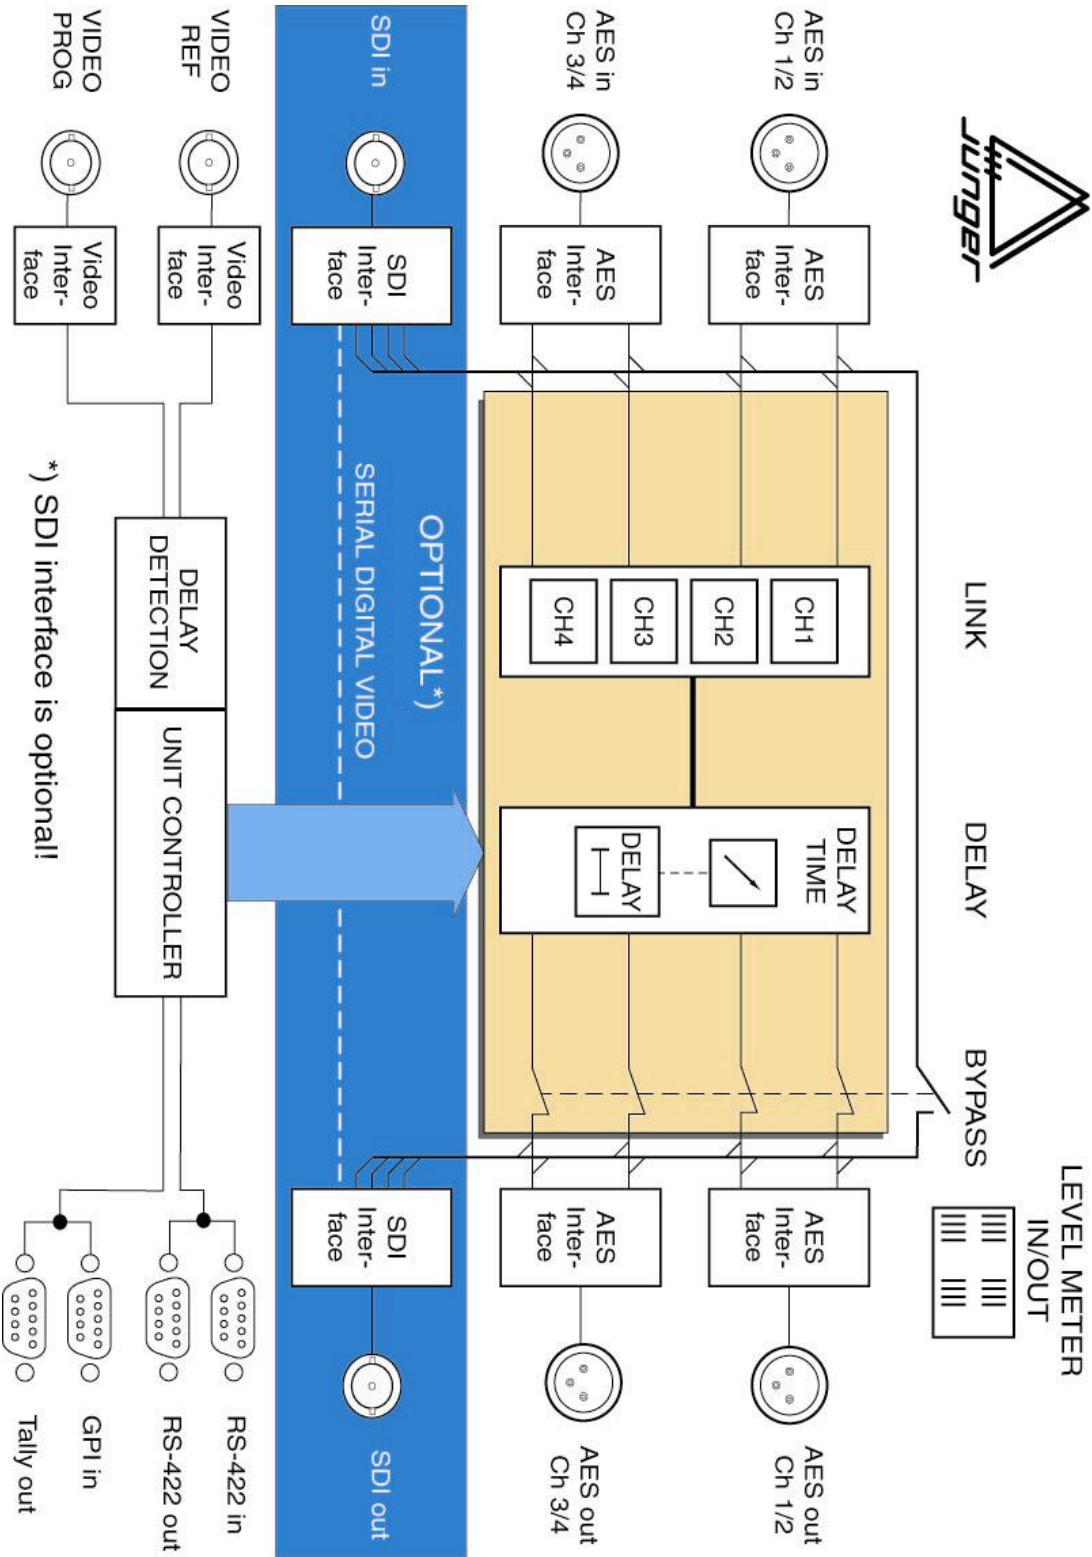 Junger
LINK
DELAY
BYPASS
LEVEL METER
IN/OUT
AES in
Ch 1/2
AES
Inter-
face
CH1
CH2
CH3
CH4
DELAY
TIME
DELAY
AES
Inter-
face
AES out
Ch 1/2
AES in
Ch 3/4
AES
Inter-
face
AES
Inter-
face
AES out
Ch 3/4
OPTIONAL*)
SDI in
SDI
Inter-
face
SERIAL DIGITAL VIDEO
SDI
Inter-
face
SDI out
VIDEO
REF
Video
Inter-
face
VIDEO
PROG
Video
Inter-
face
DELAY
DETECTION
UNIT CONTROLLER
RS-422 in
RS-422 out
GPI in
Tally out
*) SDI interface is optional!